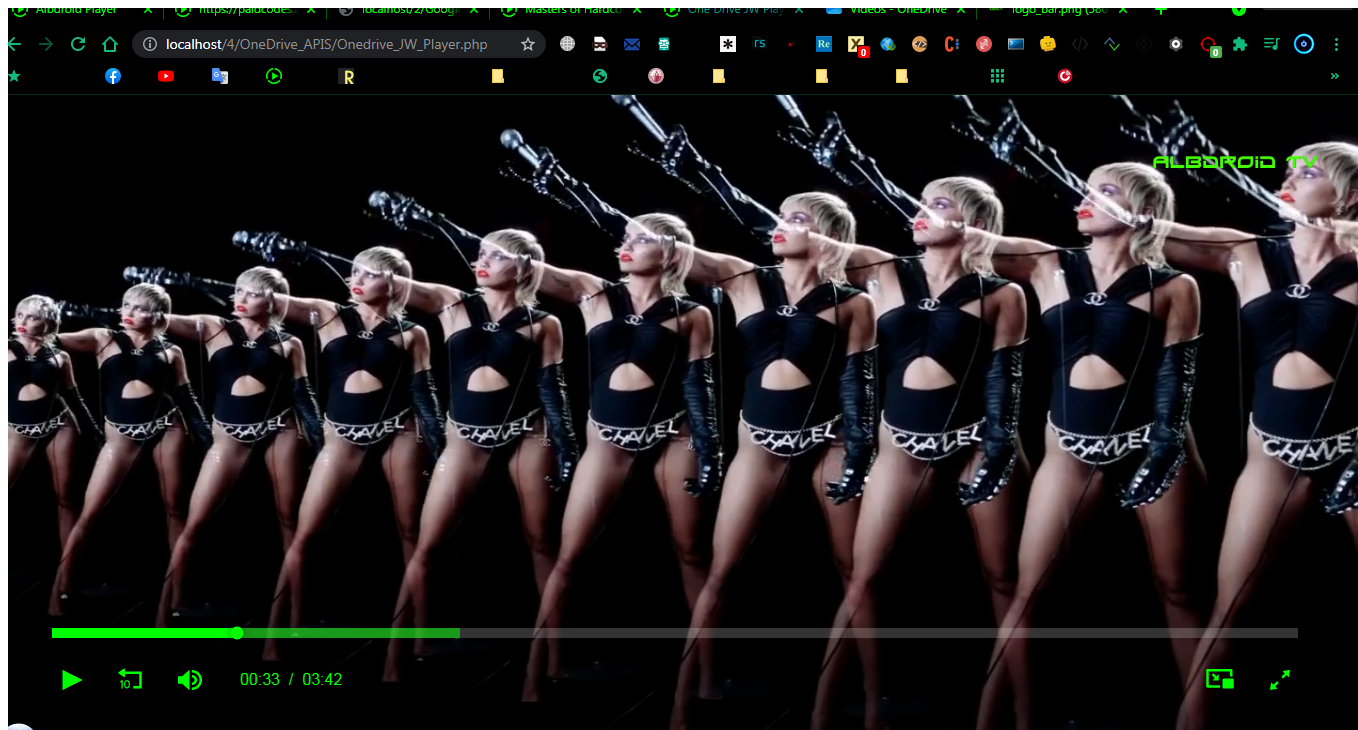 Albdroid Player
https://paidcodes.
localhost/2/Googl
Masters of Hardco
One Drive JW Play
Videos - OneDrive
logo_bar.png (580
localhost/4/OneDrive_APIS/Onedrive_JW_Player.php
rs
Re
0
C
0
G
R
ALBDROID TV
CHANEL
CHANEL
CHANEL
CHANEL
CHANEL
CHANEL
CHANEL
CHANEL
CHANEL
CHANEL
10
00:33 / 03:42